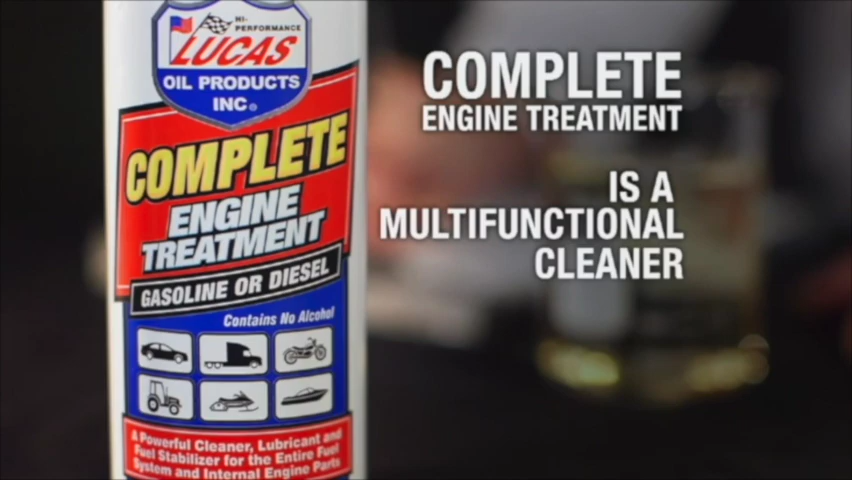 HI-
PERFORMANCE
LUCAS
OIL PRODUCTS
INC®
COMPLETE
ENGINE
TREATMENT
GASOLINE OR DIESEL
Contains No Alcohol
A Powerful Cleaner, Lubricant and
Fuel Stabilizer for the Entire Fuel
System and Internal Engine Parts
COMPLETE
ENGINE TREATMENT
IS A
MULTIFUNCTIONAL
CLEANER